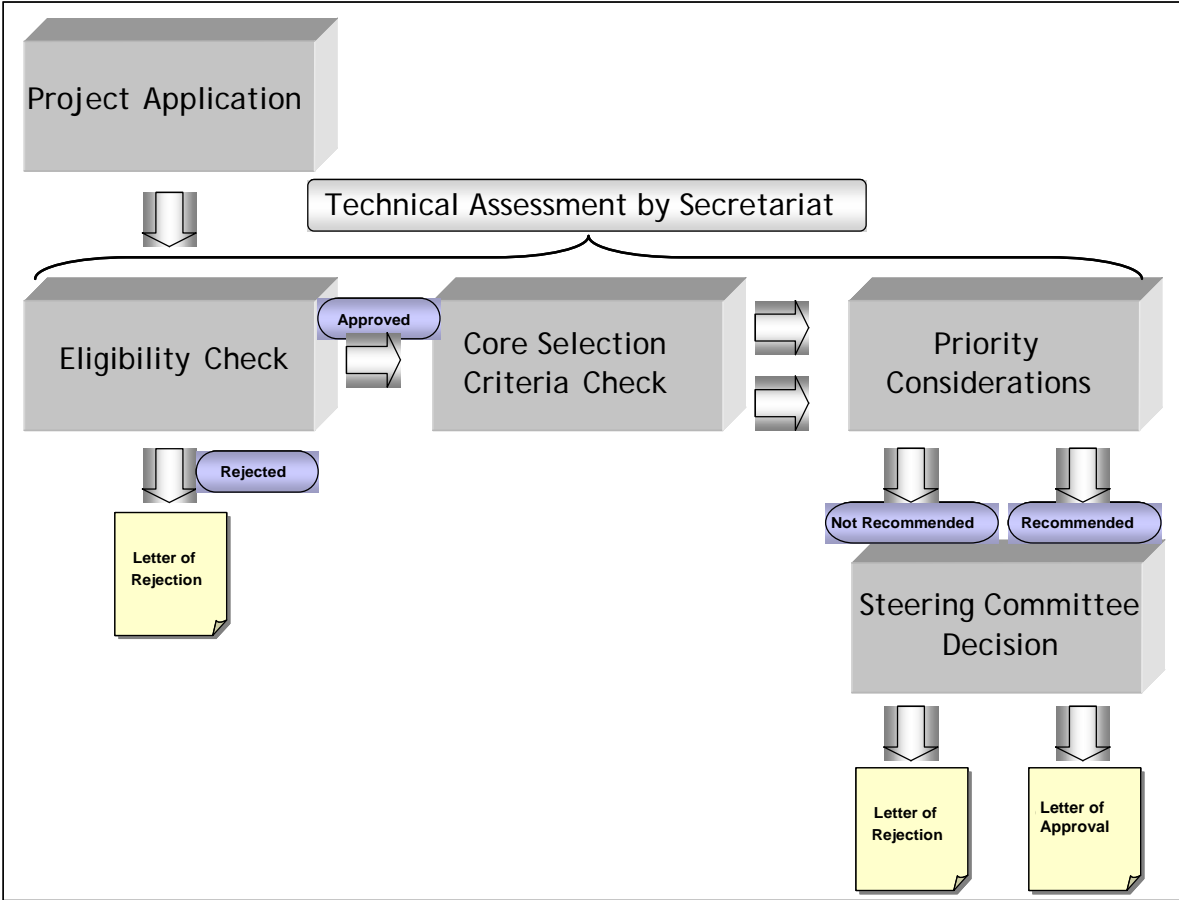 Project Application
Technical Assessment by Secretariat
Eligibility Check
Approved
Core Selection
Criteria Check
Priority
Considerations
Rejected
Letter of
Rejection
Not Recommended
Recommended
Steering Committee
Decision
Letter of
Rejection
Letter of
Approval